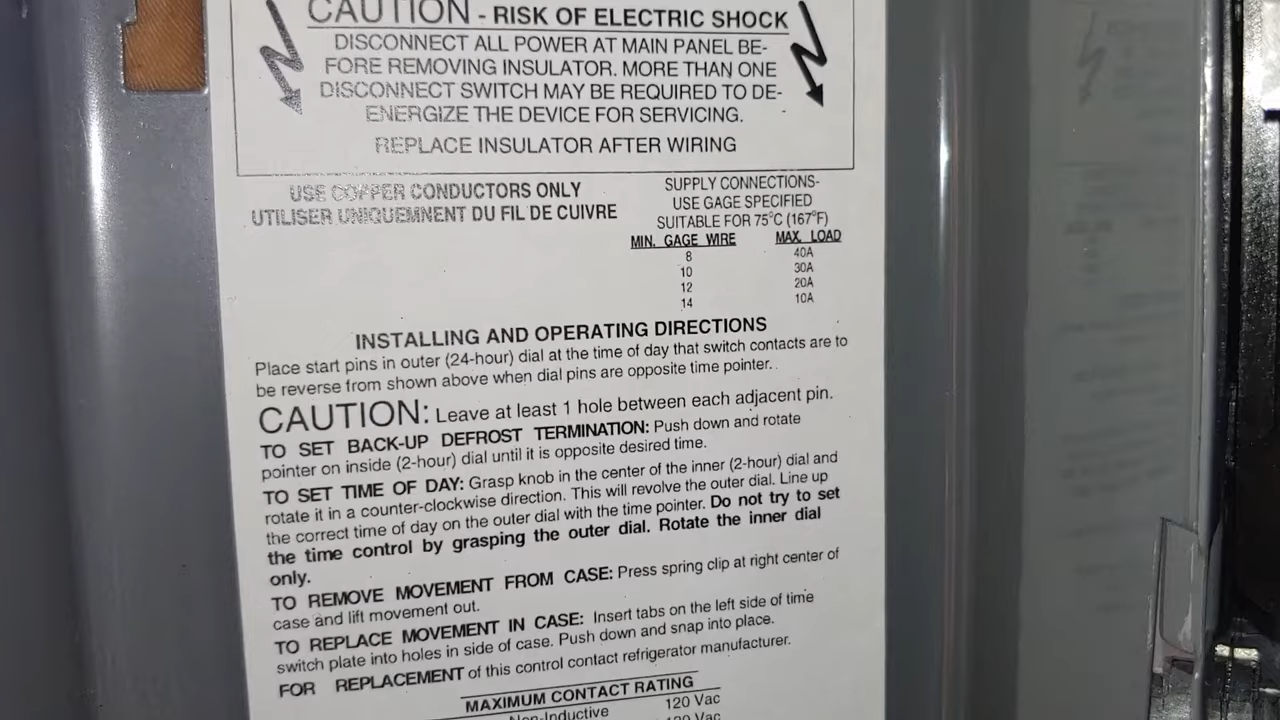 CAUTION - RISK OF ELECTRIC SHOCK
DISCONNECT ALL POWER AT MAIN PANEL BE-
FORE REMOVING INSULATOR. MORE THAN ONE
DISCONNECT SWITCH MAY BE REQUIRED TO DE-
ENERGIZE THE DEVICE FOR SERVICING.
REPLACE INSULATOR AFTER WIRING
USE COPPER CONDUCTORS ONLY
UTILISER UNIQUEMNENT DU FIL DE CUIVRE
SUPPLY CONNECTIONS-
USE GAGE SPECIFIED
SUITABLE FOR 75°C (167°F)
MIN. GAGE WIRE MAX. LOAD
8 40A
10 30A
12 20A
14 10A
INSTALLING AND OPERATING DIRECTIONS
Place start pins in outer (24-hour) dial at the time of day that switch contacts are to
be reverse from shown above when dial pins are opposite time pointer..
CAUTION: Leave at least 1 hole between each adjacent pin.
TO SET BACK-UP DEFROST TERMINATION: Push down and rotate
pointer on inside (2-hour) dial until it is opposite desired time.
TO SET TIME OF DAY: Grasp knob in the center of the inner (2-hour) dial and
rotate it in a counter-clockwise direction. This will revolve the outer dial. Line up
the correct time of day on the outer dial with the time pointer. Do not try to set
the time control by grasping the outer dial. Rotate the inner dial
only.
TO REMOVE MOVEMENT FROM CASE: Press spring clip at right center of
case and lift movement out.
TO REPLACE MOVEMENT IN CASE: Insert tabs on the left side of time
switch plate into holes in side of case. Push down and snap into place.
FOR REPLACEMENT of this control contact refrigerator manufacturer.
MAXIMUM CONTACT RATING
Non-Inductive 120 Vac
Vac